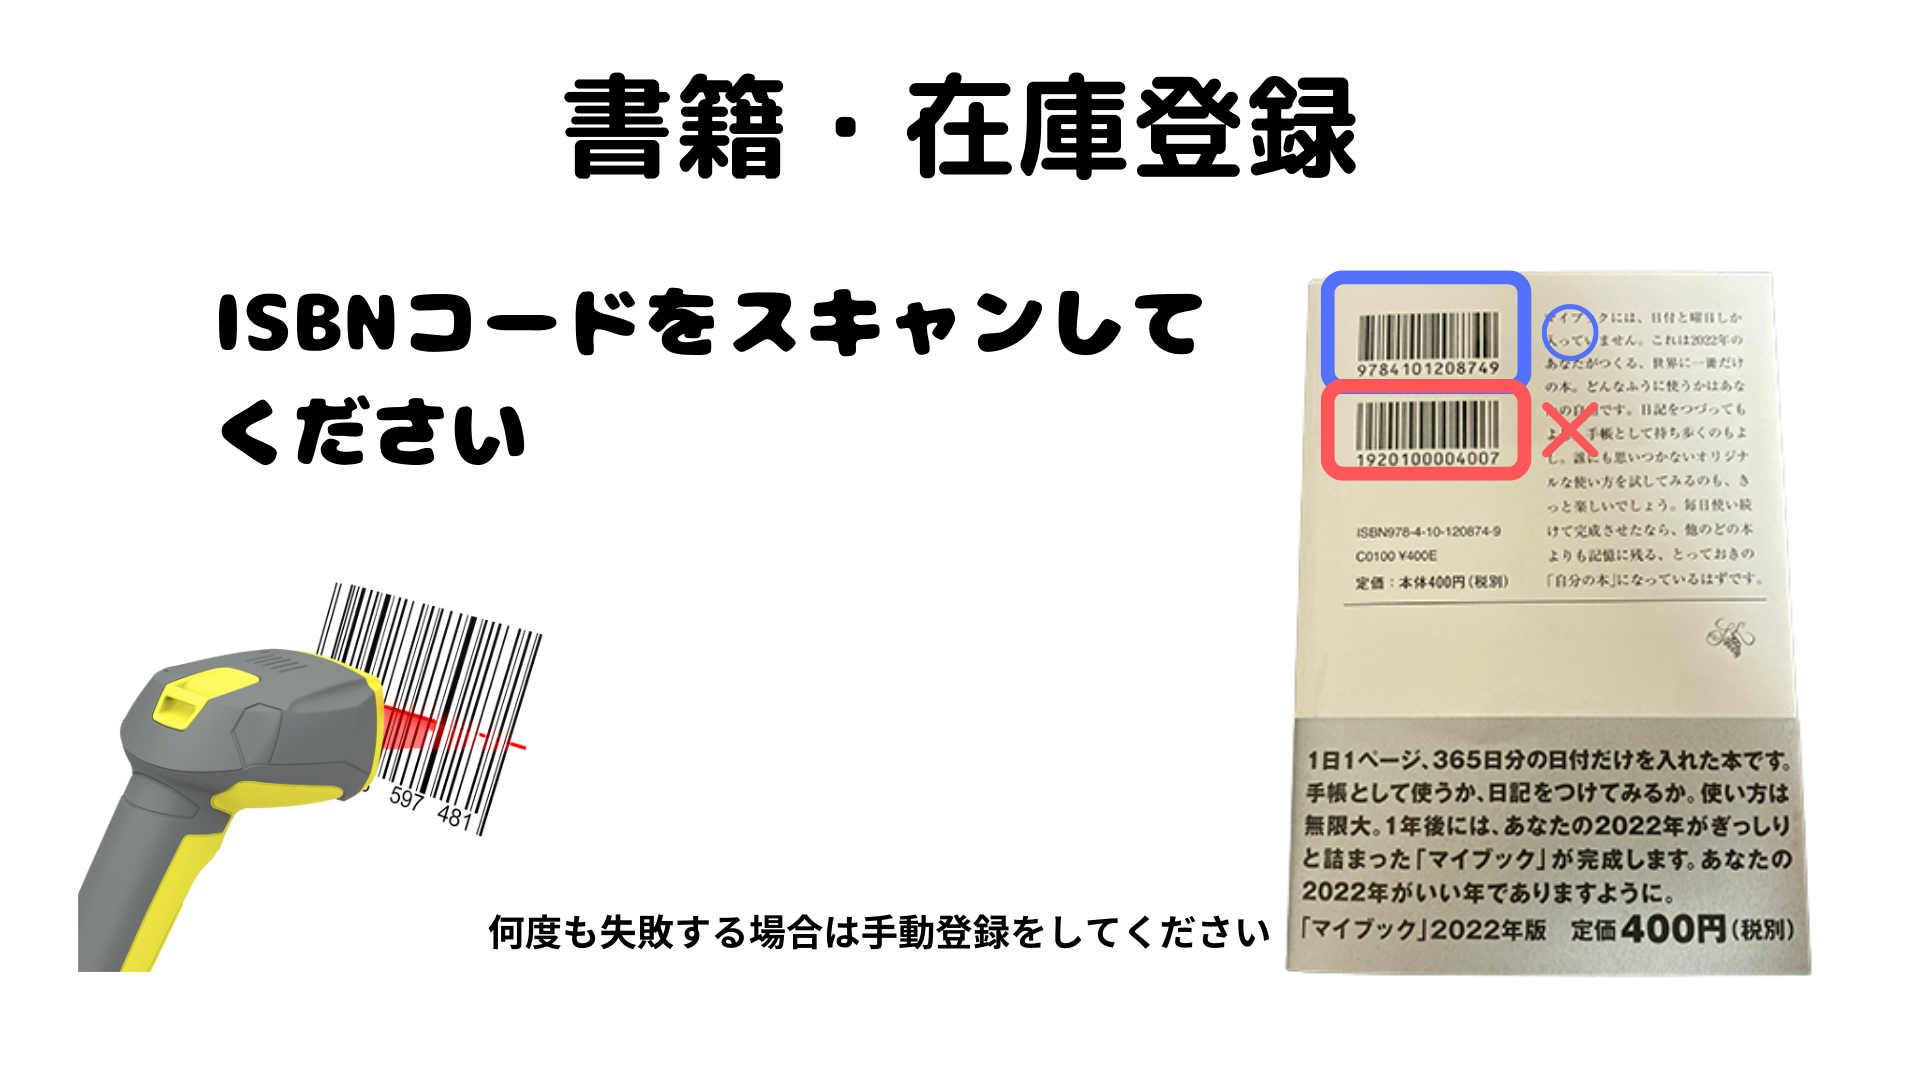 書籍・在庫登録
ISBNコードをスキャンして
ください
597 481
何度も失敗する場合は手動登録をしてください
9784101208749
1920100004007
ISBN978-4-10-120874-9
C0100 ¥400E
定価:本体400円(税別)
イブックには、日付と曜日しか
入っていません。これは2022年の
あなたがつくる、世界に一冊だけ
の本。どんなふうに使うかはあな
の自由です。日記をつづっても
よ 手帳として持ち歩くのもよ
し。誰にも思いつかないオリジナ
ルな使い方を試してみるのも、き
っと楽しいでしょう。毎日使い続
けて完成させたなら、他のどの本
よりも記憶に残る、とっておきの
「自分の本」になっているはずです。
1日1ページ、365日分の日付だけを入れた本です。
手帳として使うか、日記をつけてみるか。使い方は
無限大。1年後には、あなたの2022年がぎっしり
と詰まった「マイブック」が完成します。あなたの
2022年がいい年でありますように。
「マイブック」2022年版 定価400円(税別)